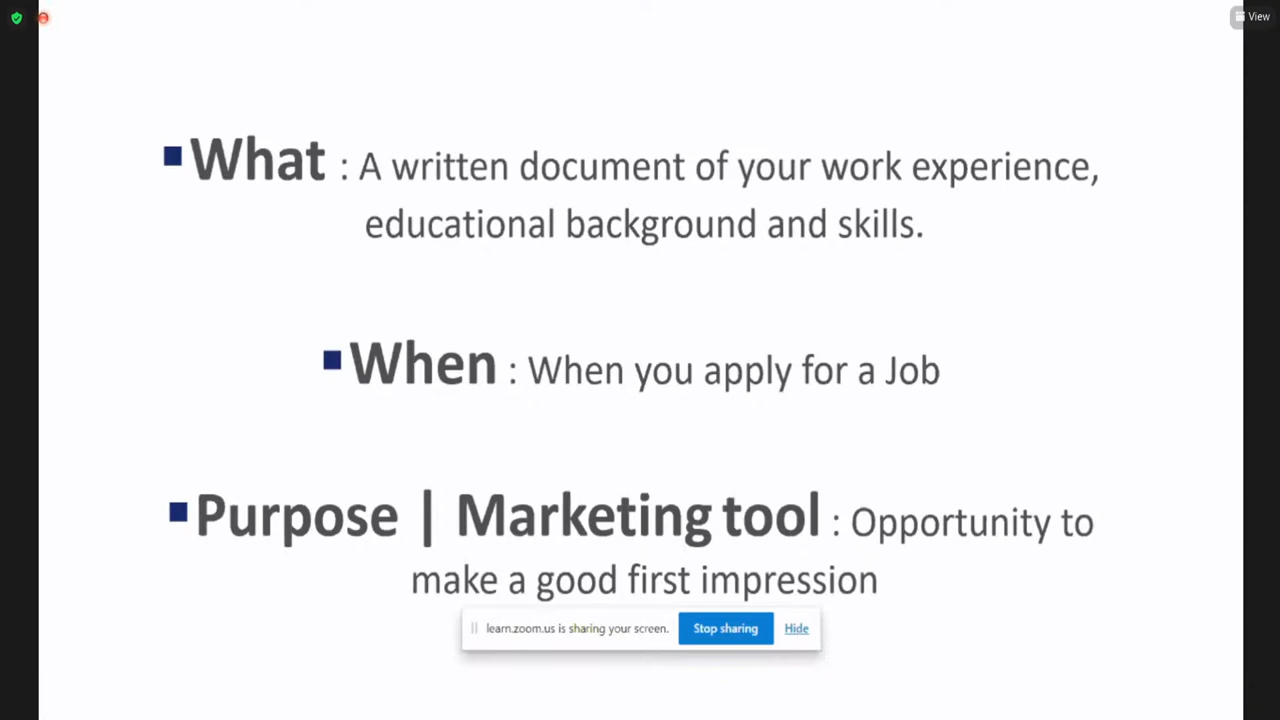 View
▪What : A written document of your work experience,
educational background and skills.
▪When : When you apply for a Job
▪Purpose | Marketing tool : Opportunity to
make a good first impression
learn.zoom.us is sharing your screen. Stop sharing Hide